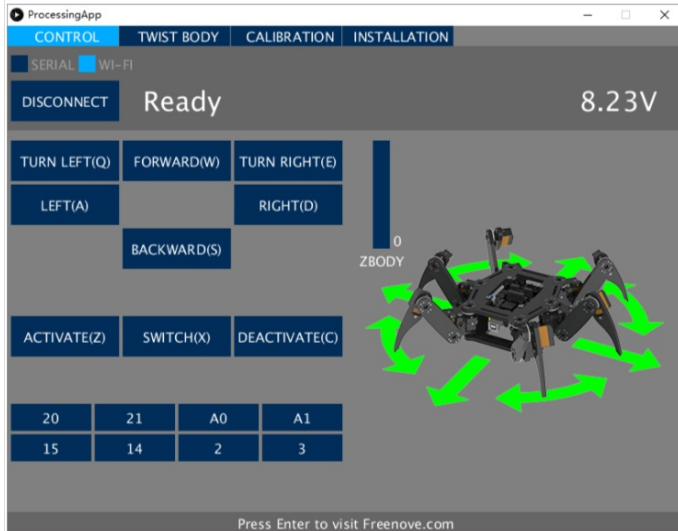 ProcessingApp
CONTROL TWIST BODY CALIBRATION INSTALLATION
SERIAL WI-FI
DISCONNECT Ready 8.23V
TURN LEFT(Q) FORWARD(W) TURN RIGHT(E)
LEFT(A) RIGHT(D)
0
BACKWARD(S)
ZBODY
ACTIVATE(Z) SWITCH(X) DEACTIVATE(C)
20 21 A0 A1
15 14 2 3
Press Enter to visit Freenove.com